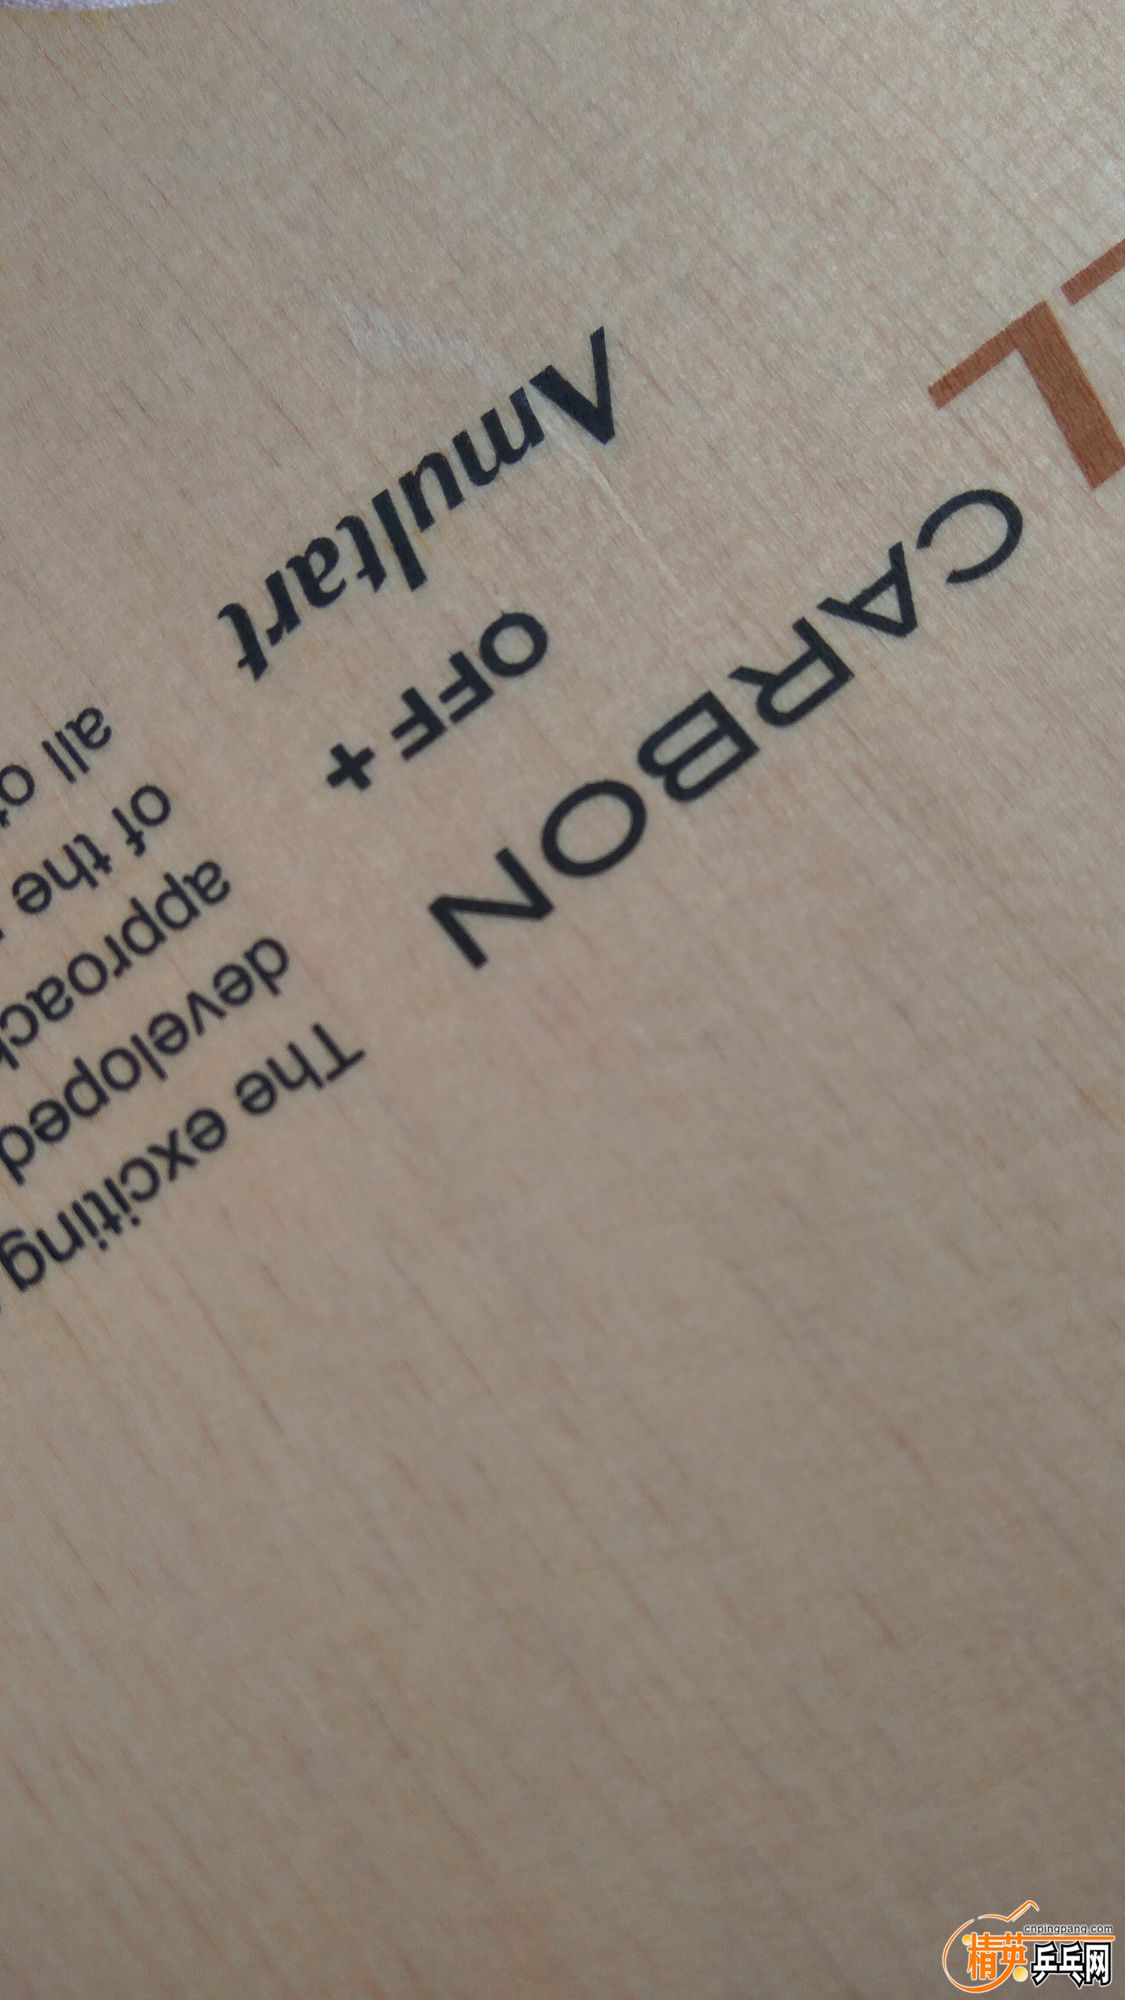 CARBON
OFF+
Amultart
The exciting
developed
approach
of the
all
cnpingpang.com
精英乒乓网